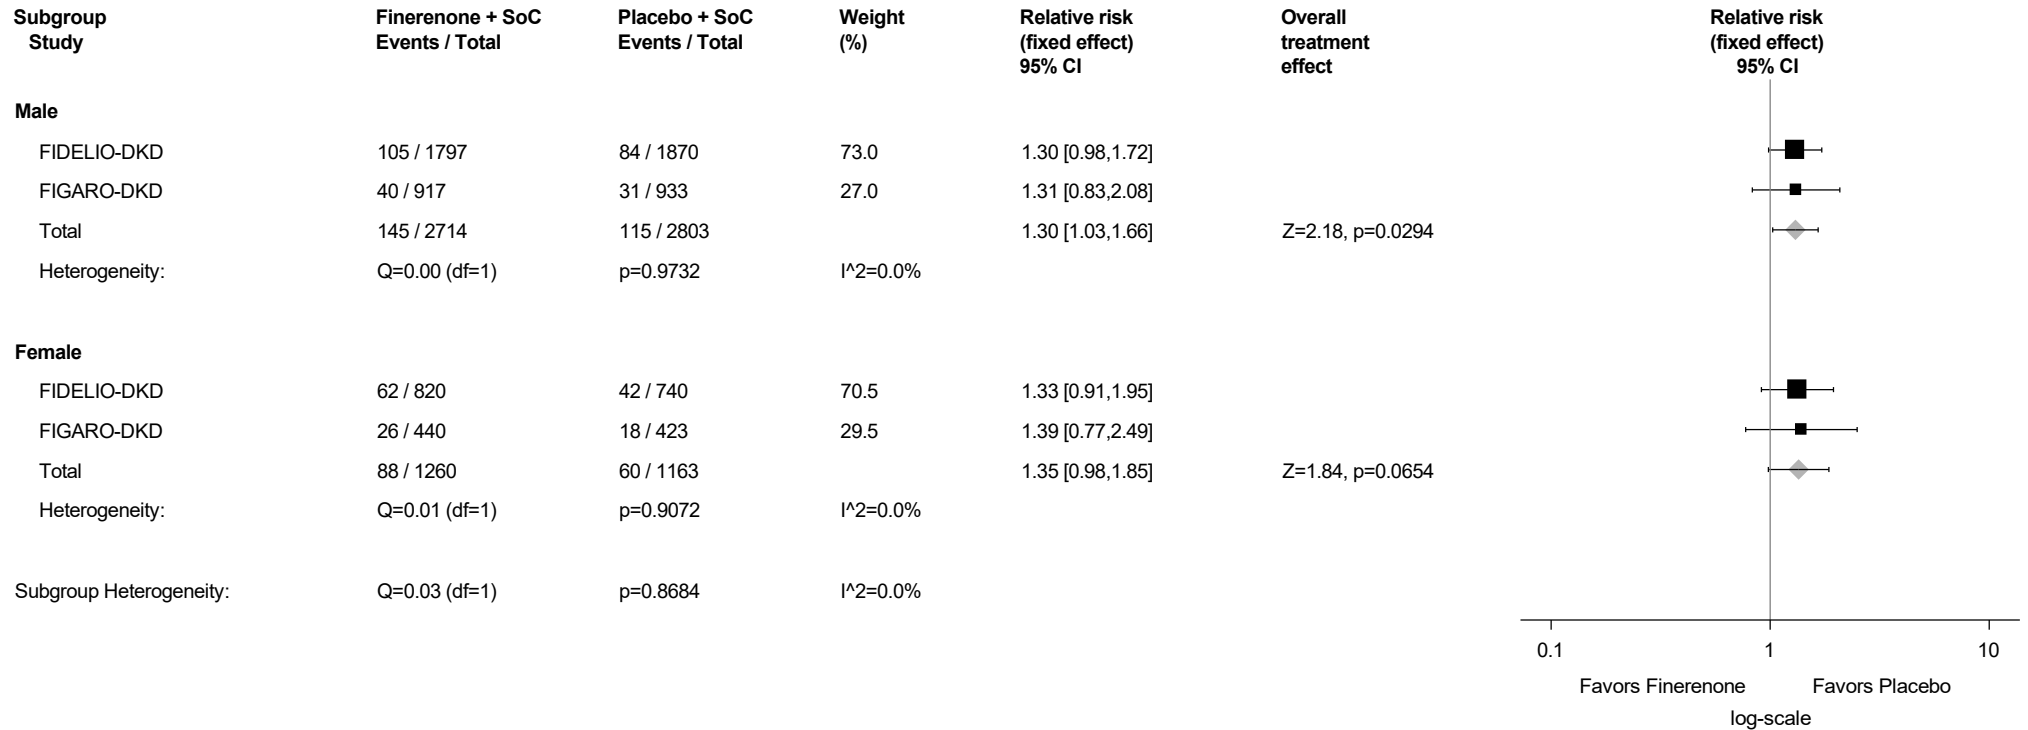 Subgroup Finerenone + SoC Placebo + SoC Weight Relative risk Overall Relative risk
Study Events / Total Events / Total (%) (fixed effect) treatment (fixed effect)
95% CI effect 95% CI
Male
FIDELIO-DKD 105 / 1797 84 / 1870 73.0 1.30 [0.98,1.72]
FIGARO-DKD 40 / 917 31 / 933 27.0 1.31 [0.83,2.08]
Total 145 / 2714 115 / 2803 1.30 [1.03,1.66] Z=2.18, p=0.0294
Heterogeneity: Q=0.00 (df=1) p=0.9732 I^2=0.0%
Female
FIDELIO-DKD 62 / 820 42 / 740 70.5 1.33 [0.91,1.95]
FIGARO-DKD 26 / 440 18 / 423 29.5 1.39 [0.77,2.49]
Total 88 / 1260 60 / 1163 1.35 [0.98,1.85] Z=1.84, p=0.0654
Heterogeneity: Q=0.01 (df=1) p=0.9072 I^2=0.0%
Subgroup Heterogeneity: Q=0.03 (df=1) p=0.8684 I^2=0.0%
0.1 1 10
Favors Finerenone Favors Placebo
log-scale